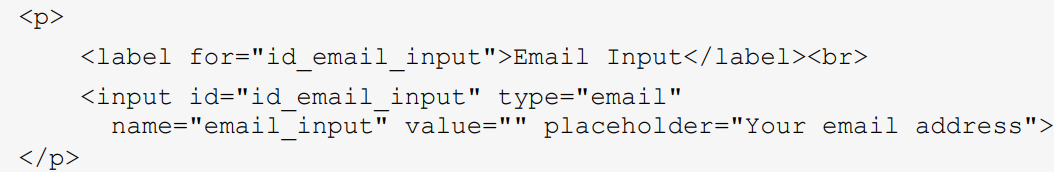 <p>
    <label for="id_email_input">Email Input</label><br>
    <input id="id_email_input" type="email"
      name="email_input" value="" placeholder="Your email address">
</p>